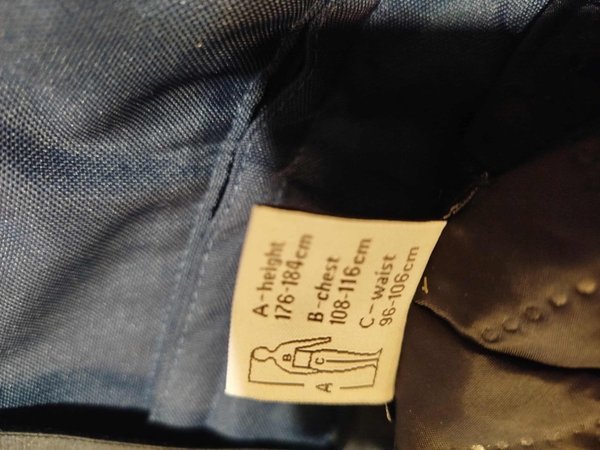 A-height
176-184cm
B-chest
108-116cm
C-waist
96-106cm
B
C
A